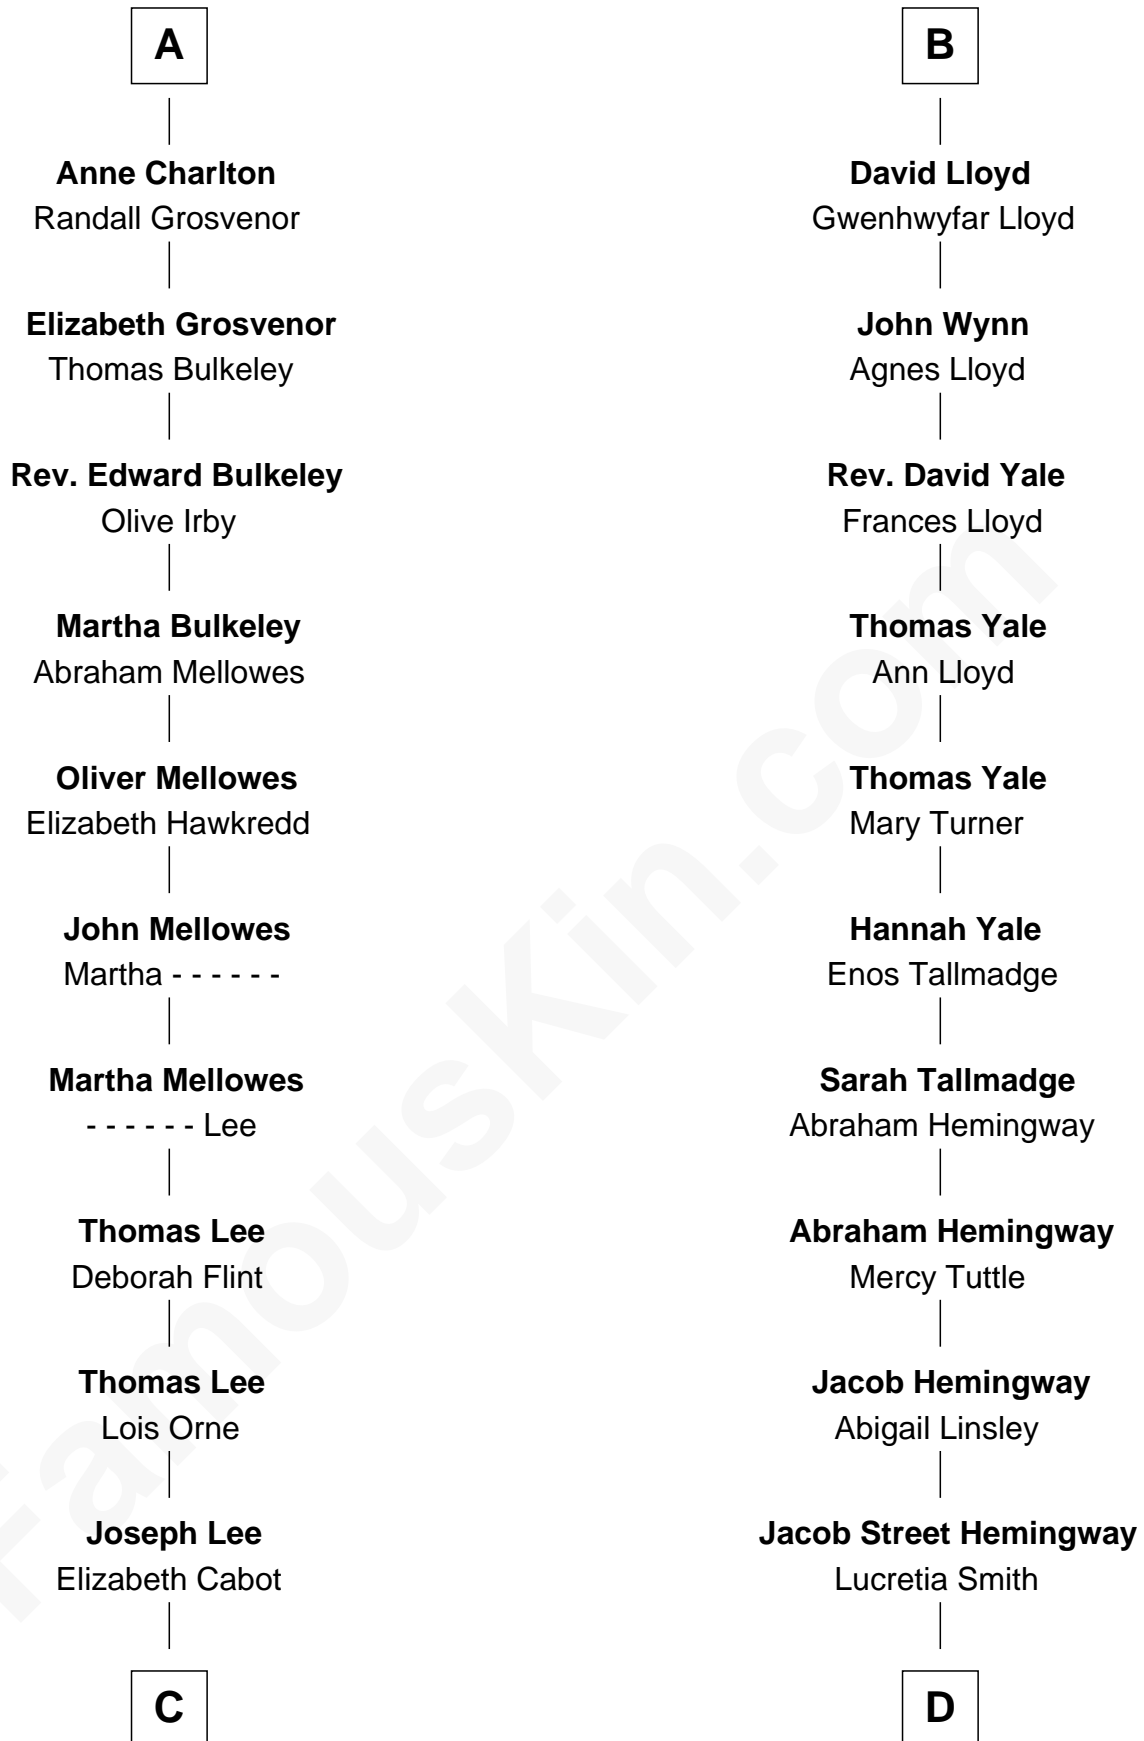 A
Anne Charlton
Randall Grosvenor
Elizabeth Grosvenor
Thomas Bulkeley
Rev. Edward Bulkeley
Olive Irby
Martha Bulkeley
Abraham Mellowes
Oliver Mellowes
Elizabeth Hawkredd
John Mellowes
Martha - - - - - -
Martha Mellowes
- - - - - - Lee
Thomas Lee
Deborah Flint
Thomas Lee
Lois Orne
Joseph Lee
Elizabeth Cabot
C
B
David Lloyd
Gwenhwyfar Lloyd
John Wynn
Agnes Lloyd
Rev. David Yale
Frances Lloyd
Thomas Yale
Ann Lloyd
Thomas Yale
Mary Turner
Hannah Yale
Enos Tallmadge
Sarah Tallmadge
Abraham Hemingway
Abraham Hemingway
Mercy Tuttle
Jacob Hemingway
Abigail Linsley
Jacob Street Hemingway
Lucretia Smith
D
FamousKin.com